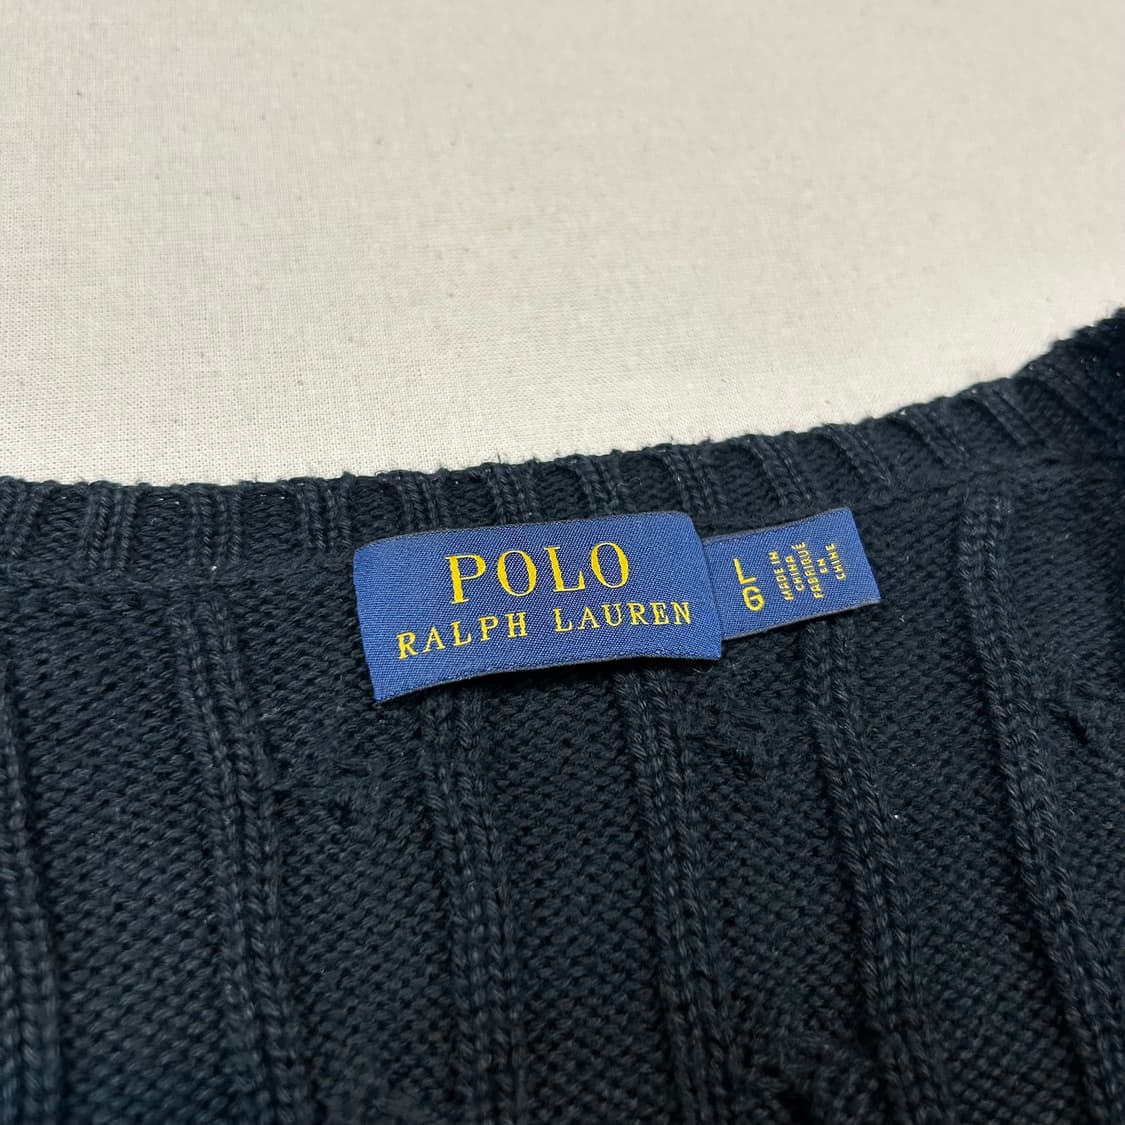 POLO
RALPH LAUREN
L
G
MADE IN
CHINA
FABRIQUÉ
EN
CHINE